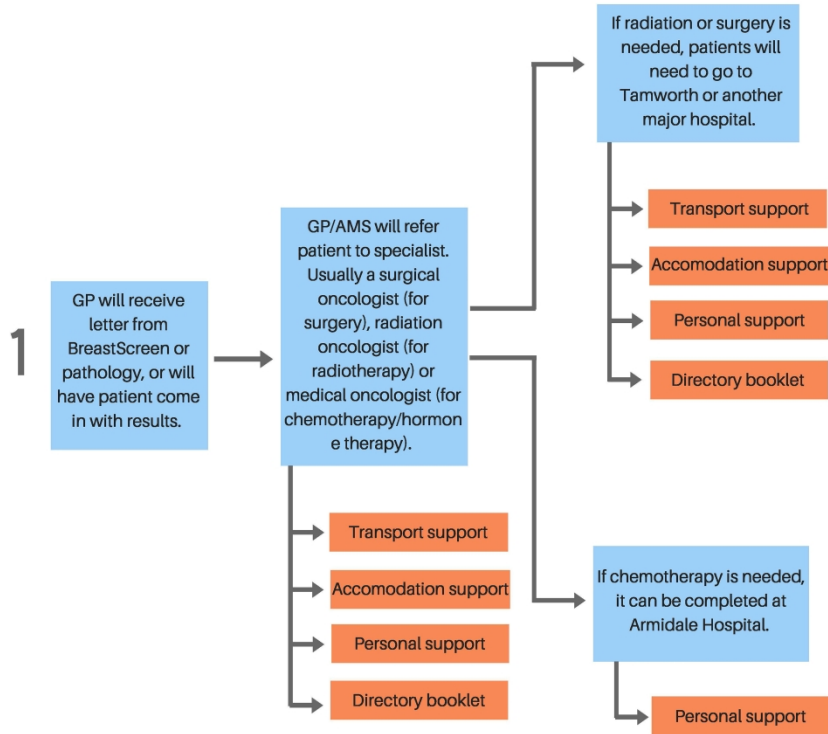 1
GP will receive
letter from
BreastScreen or
pathology, or will
have patient come
in with results.
GP/AMS will refer
patient to specialist.
Usually a surgical
oncologist (for
surgery), radiation
oncologist (for
radiotherapy) or
medical oncologist (for
chemotherapy/hormon
e therapy).
Transport support
Accomodation support
Personal support
Directory booklet
If radiation or surgery is
needed, patients will
need to go to
Tamworth or another
major hospital.
Transport support
Accomodation support
Personal support
Directory booklet
If chemotherapy is needed,
it can be completed at
Armidale Hospital.
Personal support